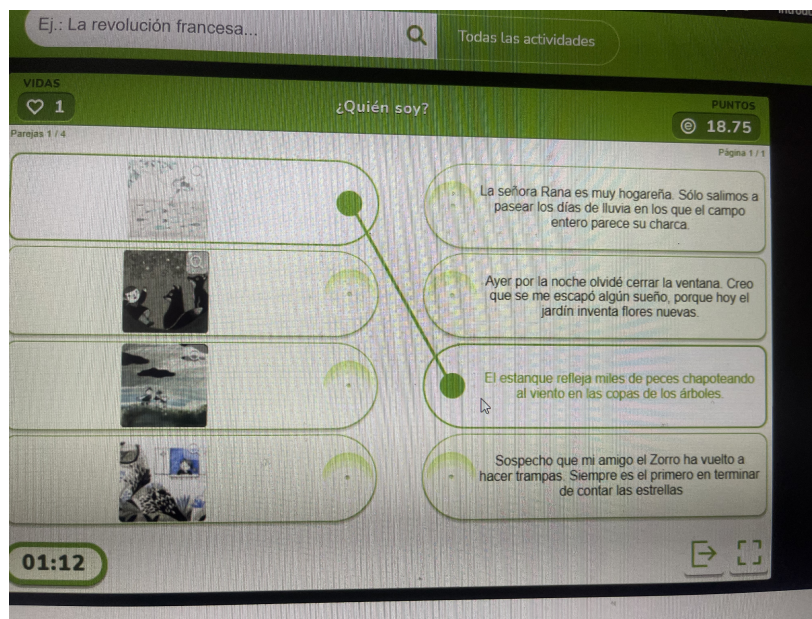 Ej.: La revolución francesa...
Todas las actividades
VIDAS
1
¿Quién soy?
PUNTOS
18.75
Parejas 1 / 4
Página 1 / 1
La señora Rana es muy hogareña. Sólo salimos a
pasear los días de lluvia en los que el campo
entero parece su charca.
Ayer por la noche olvidé cerrar la ventana. Creo
que se me escapó algún sueño, porque hoy el
jardín inventa flores nuevas.
El estanque refleja miles de peces chapoteando
al viento en las copas de los árboles.
Sospecho que mi amigo el Zorro ha vuelto a
hacer trampas. Siempre es el primero en terminar
de contar las estrellas
01:12